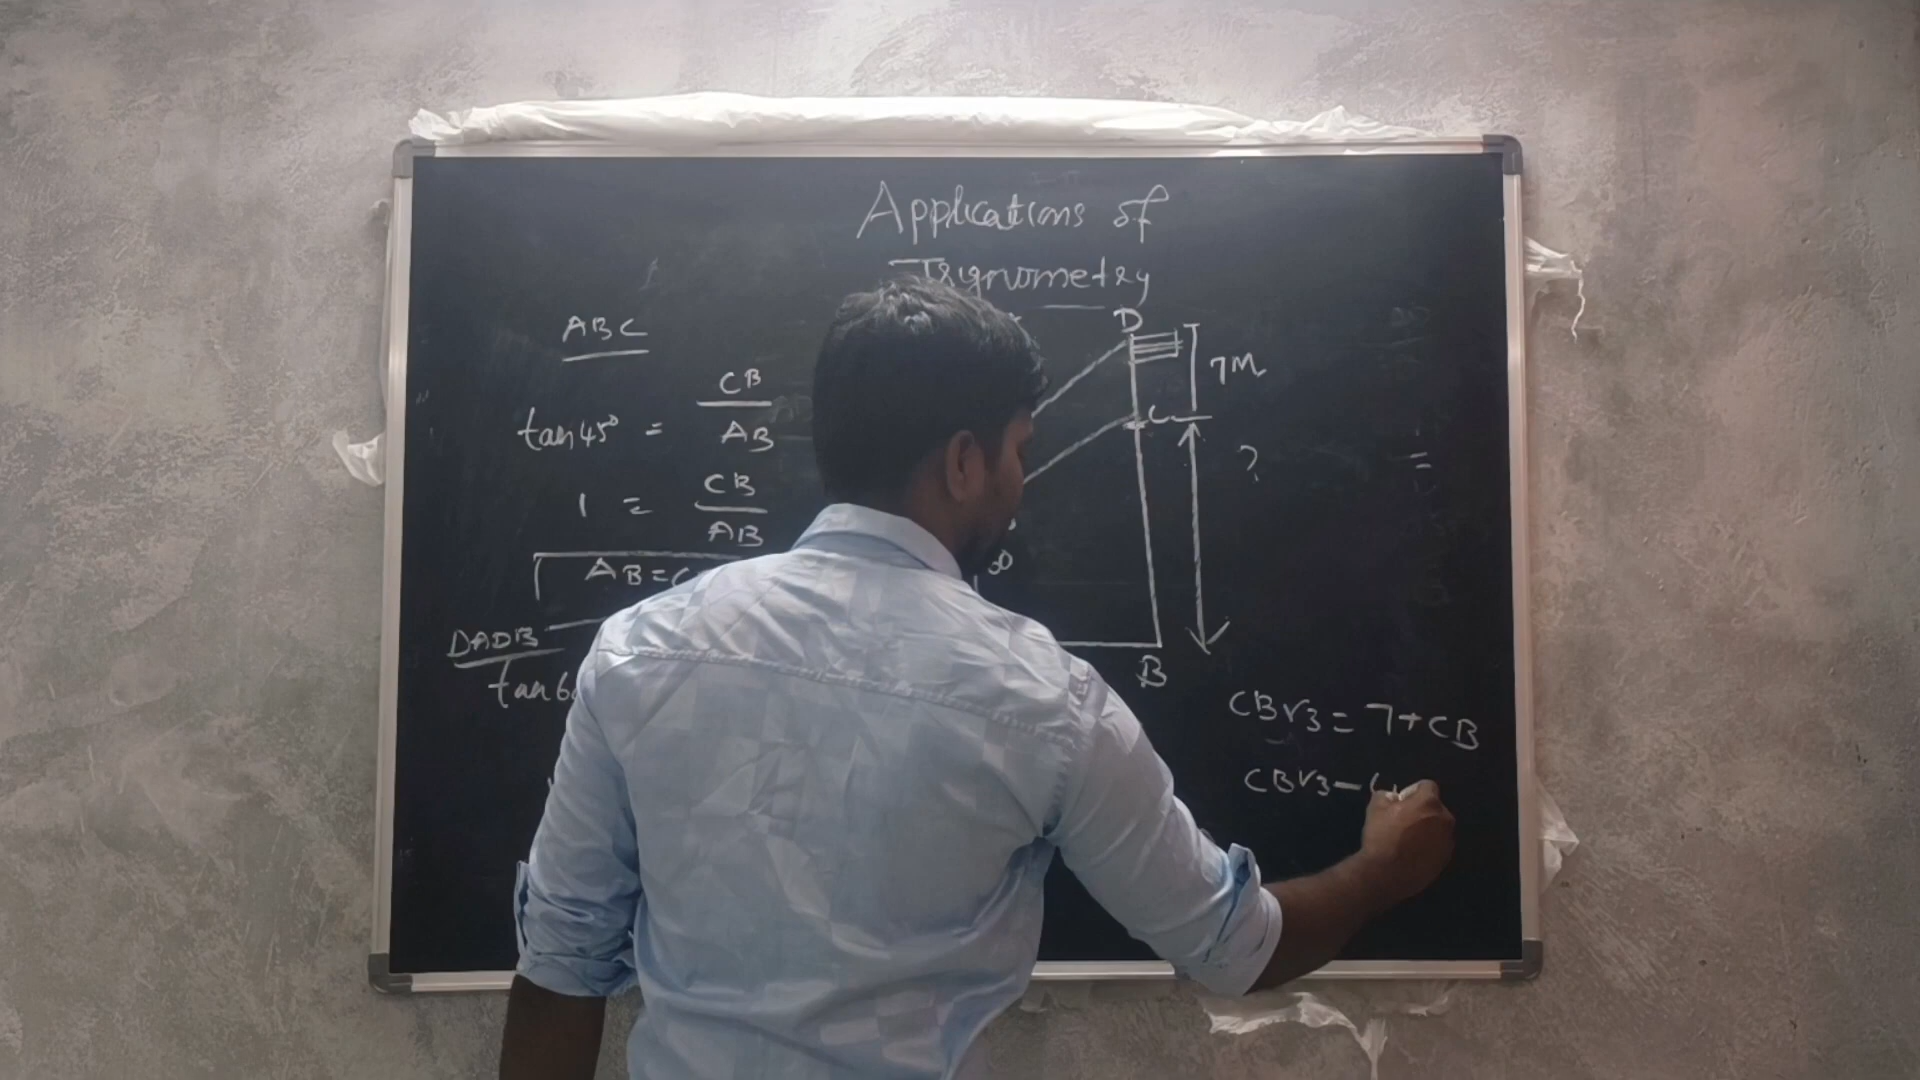 Applications of
Trignometry
ABC
tan45° = CB
AB
1 = CB
AB
AB=C
DADB
tan60
D
7M
C
?
=
B
CB√3=7+CB
CB√3-